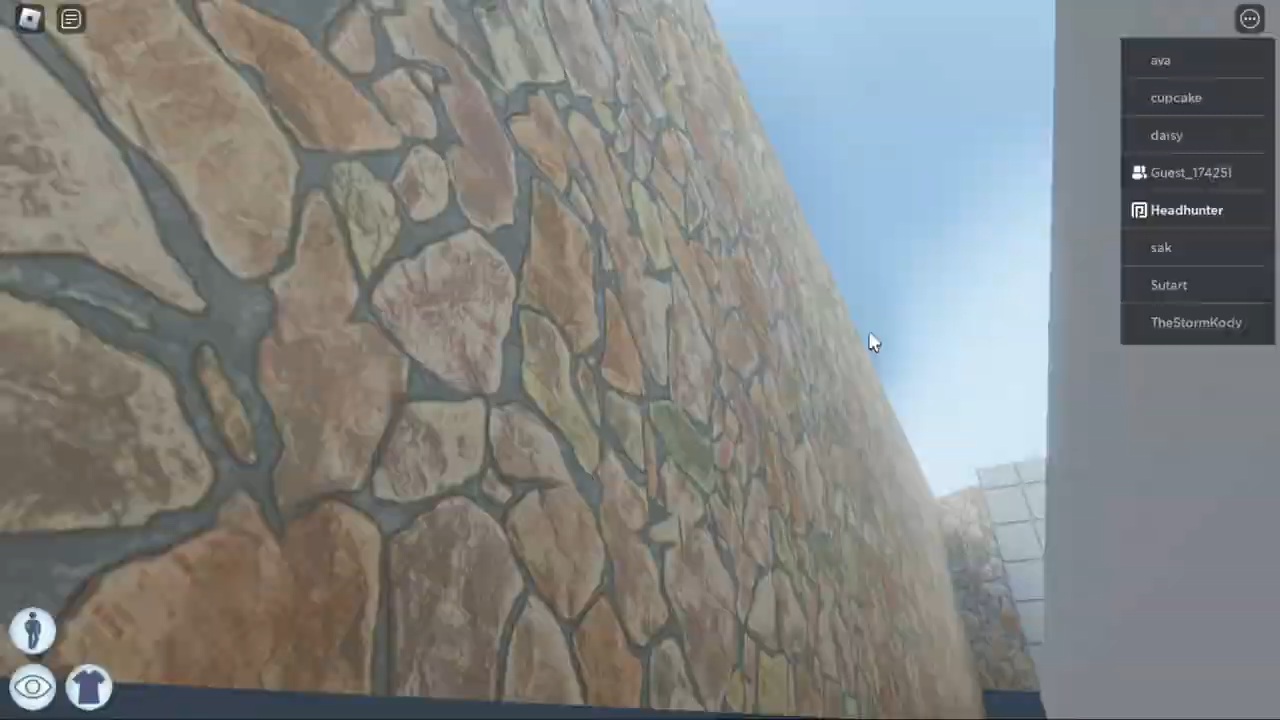 ava
cupcake
daisy
Guest_174251
Headhunter
sak
Sutart
TheStormKody